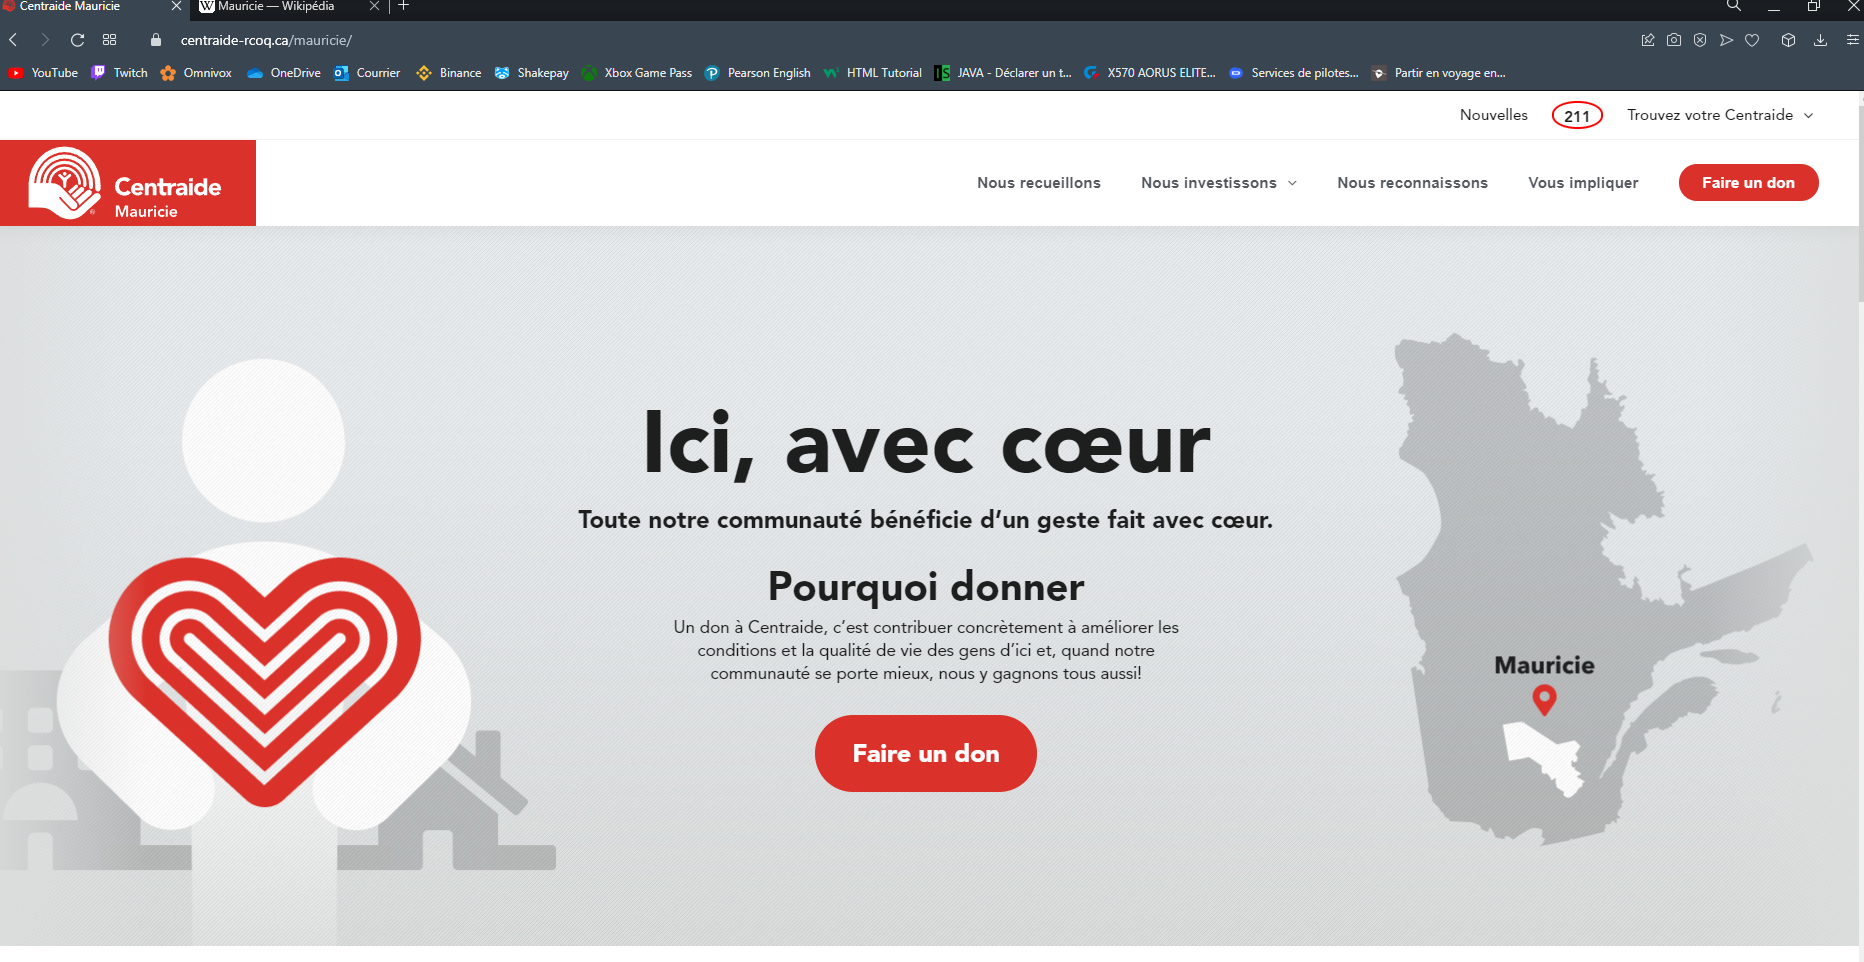 Centraide Mauricie
W Mauricie — Wikipédia
centraide-rcoq.ca/mauricie/
YouTube Twitch Omnivox OneDrive Courrier Binance Shakepay Xbox Game Pass Pearson English HTML Tutorial JAVA - Déclarer un t... X570 AORUS ELITE... Services de pilotes... Partir en voyage en...
Nouvelles 211 Trouvez votre Centraide
Centraide
Mauricie
Nous recueillons Nous investissons Nous reconnaissons Vous impliquer Faire un don
Ici, avec cœur
Toute notre communauté bénéficie d’un geste fait avec cœur.
Pourquoi donner
Un don à Centraide, c’est contribuer concrètement à améliorer les
conditions et la qualité de vie des gens d’ici et, quand notre
communauté se porte mieux, nous y gagnons tous aussi!
Mauricie
Faire un don